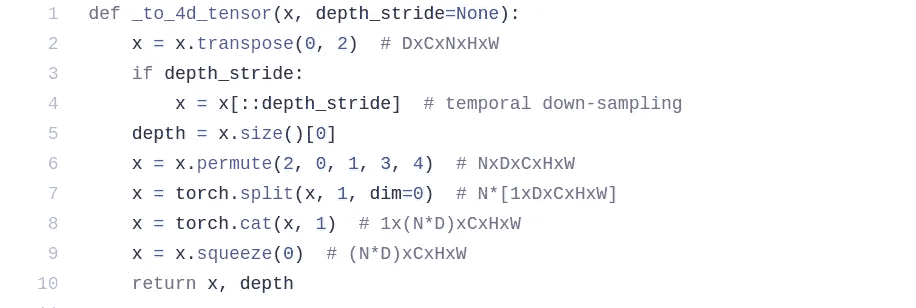 1 def _to_4d_tensor(x, depth_stride=None):
2     x = x.transpose(0, 2)  # DxCxNxHxW
3     if depth_stride:
4         x = x[::depth_stride]  # temporal down-sampling
5     depth = x.size()[0]
6     x = x.permute(2, 0, 1, 3, 4)  # NxDxCxHxW
7     x = torch.split(x, 1, dim=0)  # N*[1xDxCxHxW]
8     x = torch.cat(x, 1)  # 1x(N*D)xCxHxW
9     x = x.squeeze(0)  # (N*D)xCxHxW
10     return x, depth